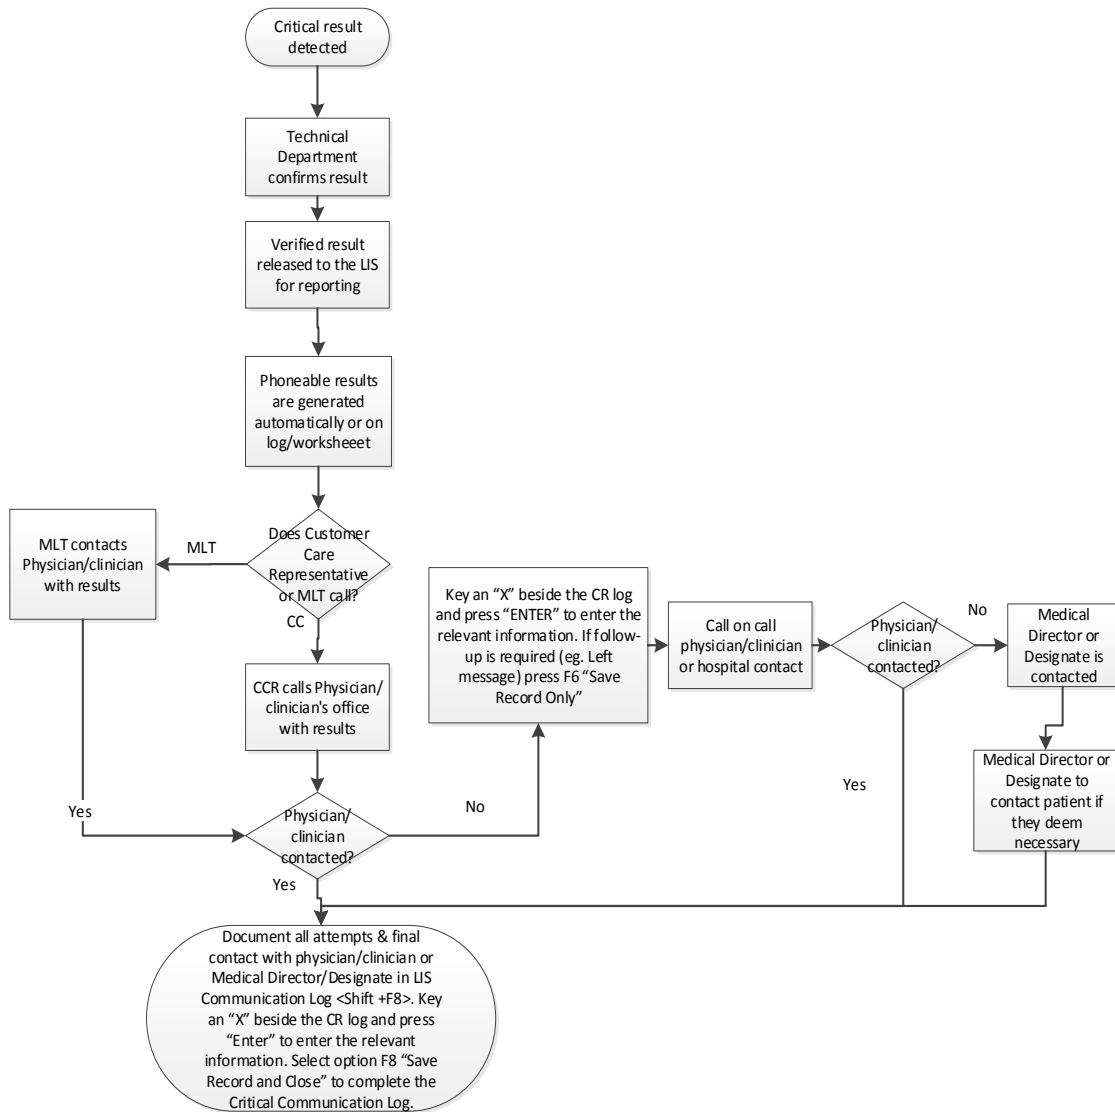 Critical result
detected
Technical
Department
confirms result
Verified result
released to the LIS
for reporting
Phoneable results
are generated
automatically or on
log/worksheeet
Does Customer
Care
Representative
or MLT call?
MLT
MLT contacts
Physician/clinician
with results
CC
CCR calls Physician/
clinician's office
with results
Yes
Physician/
clinician
contacted?
No
Yes
Key an “X” beside the CR log
and press “ENTER” to enter the
relevant information. If follow-
up is required (eg. Left
message) press F6 “Save
Record Only”
Call on call
physician/clinician
or hospital contact
Physician/
clinician
contacted?
No
Yes
Medical
Director or
Designate is
contacted
Medical Director or
Designate to
contact patient if
they deem
necessary
Document all attempts & final
contact with physician/clinician or
Medical Director/Designate in LIS
Communication Log <Shift +F8>. Key
an “X” beside the CR log and press
“Enter” to enter the relevant
information. Select option F8 “Save
Record and Close” to complete the
Critical Communication Log.